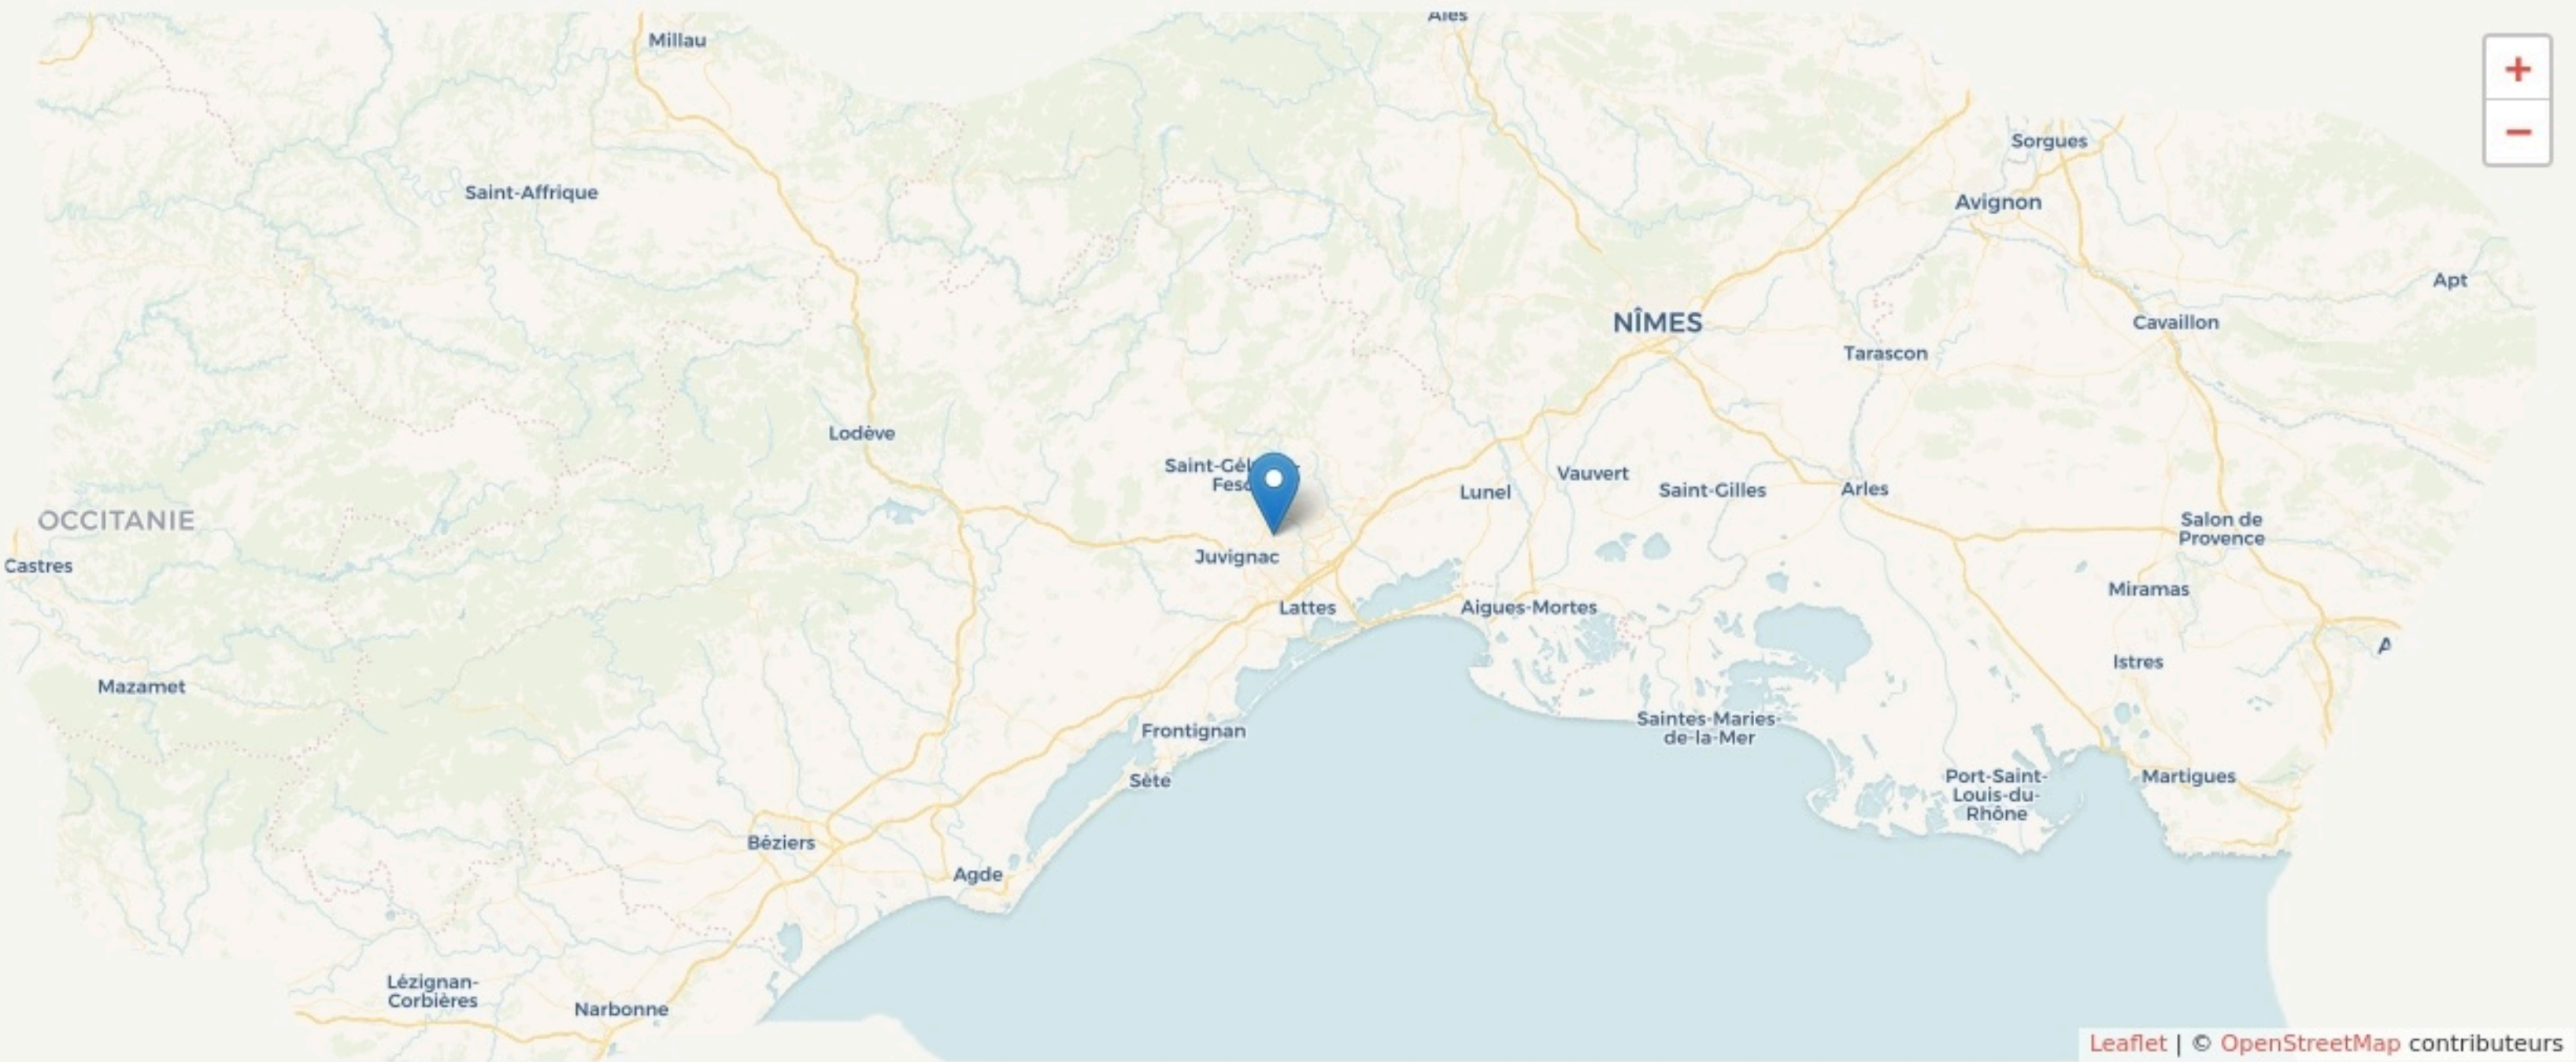 Alès
Millau
+
Sorgues
−
Saint-Affrique
Avignon
Apt
NÎMES
Cavaillon
Tarascon
Lodève
Saint-Gél
Fesc
Vauvert
Lunel
Saint-Gilles
Arles
OCCITANIE
Salon de
Provence
Juvignac
Castres
Miramas
Lattes
Aigues-Mortes
A
Istres
Mazamet
Saintes-Maries-
de-la-Mer
Frontignan
Sète
Port-Saint-
Louis-du-
Rhône
Martigues
Béziers
Agde
Lézignan-
Corbières
Narbonne
Leaflet | © OpenStreetMap contributeurs